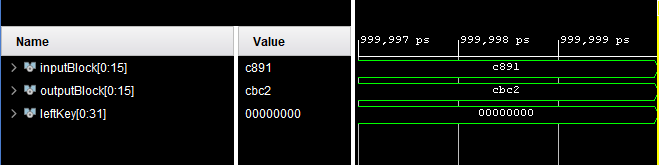 Name Value 999,997 ps 999,998 ps 999,999 ps
inputBlock[0:15] c891 c891
outputBlock[0:15] cbc2 cbc2
leftKey[0:31] 00000000 00000000